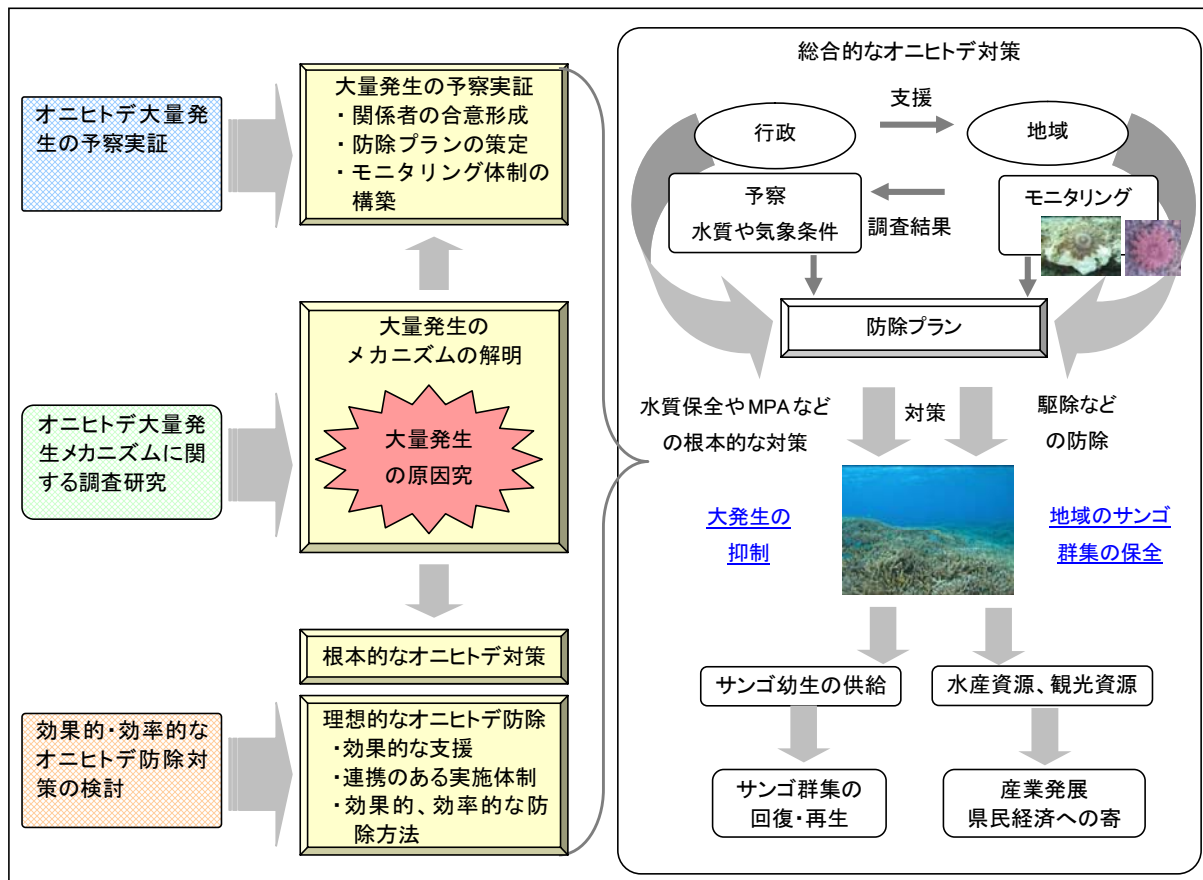 オニヒトデ大量発
生の予察実証
大量発生の予察実証
・関係者の合意形成
・防除プランの策定
・モニタリング体制の
構築
オニヒトデ大量発
生メカニズムに関
する調査研究
大量発生の
メカニズムの解明
大量発生
の原因究
根本的なオニヒトデ対策
効果的・効率的な
オニヒトデ防除対
策の検討
理想的なオニヒトデ防除
・効果的な支援
・連携のある実施体制
・効果的、効率的な防
除方法
総合的なオニヒトデ対策
支援
行政
地域
予察
水質や気象条件
調査結果
モニタリング
防除プラン
水質保全やMPAなど
の根本的な対策
対策
駆除など
の防除
大発生の
抑制
地域のサンゴ
群集の保全
サンゴ幼生の供給
水産資源、観光資源
サンゴ群集の
回復・再生
産業発展
県民経済への寄